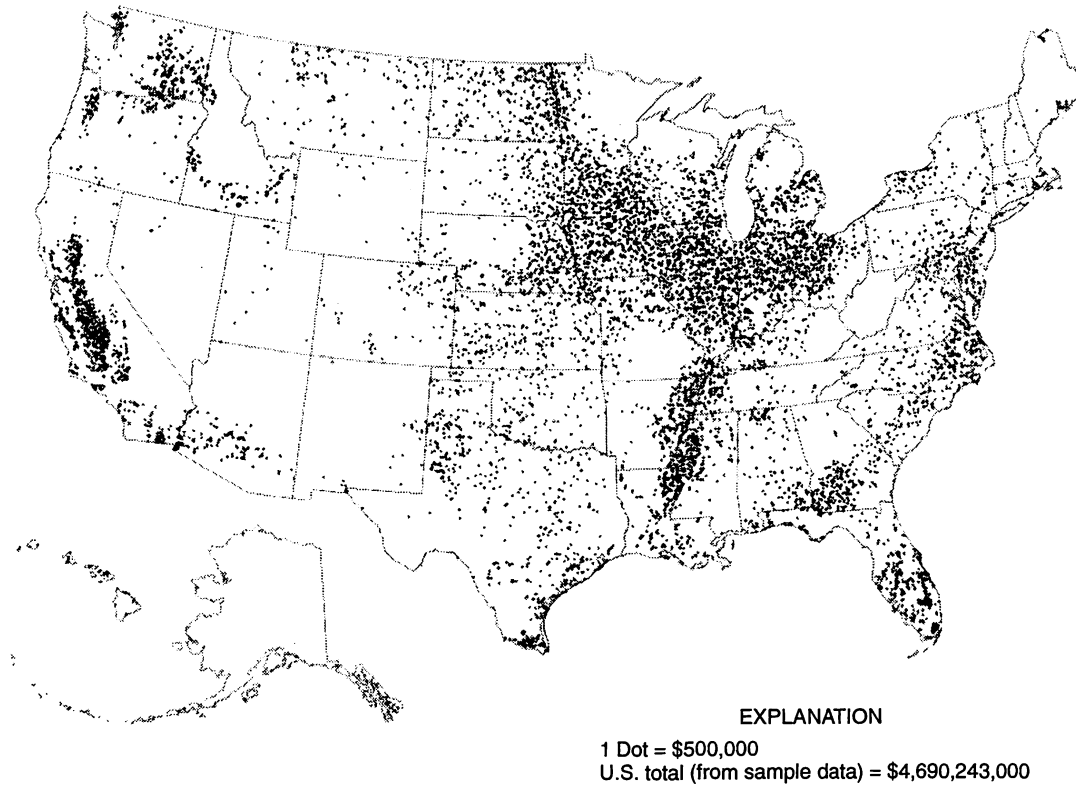 EXPLANATION
1 Dot = $500,000
U.S. total (from sample data) = $4,690,243,000